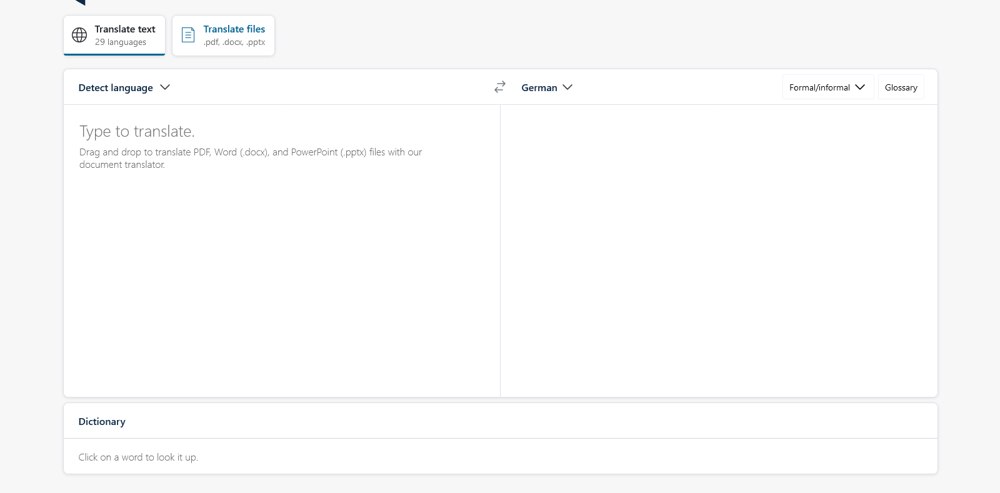 Translate text
29 languages
Translate files
.pdf, .docx, .pptx
Detect language
German
Formal/informal
Glossary
Type to translate.
Drag and drop to translate PDF, Word (.docx), and PowerPoint (.pptx) files with our
document translator.
Dictionary
Click on a word to look it up.